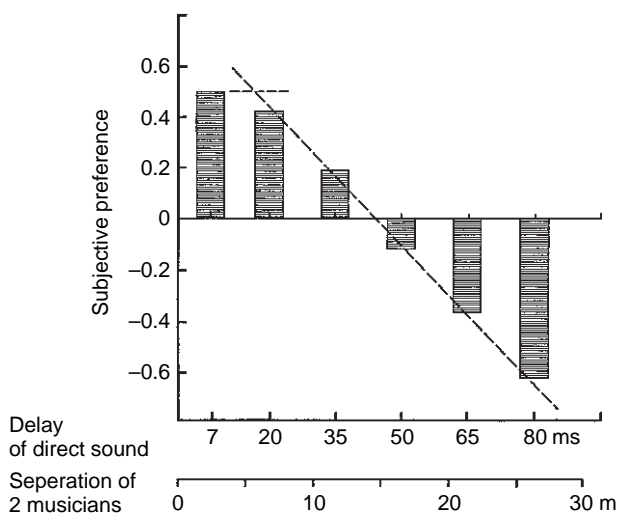 Subjective preference
0.6
0.4
0.2
0
–0.2
–0.4
–0.6
Delay
of direct sound
7 20 35 50 65 80 ms
Seperation of
2 musicians
0 10 20 30 m